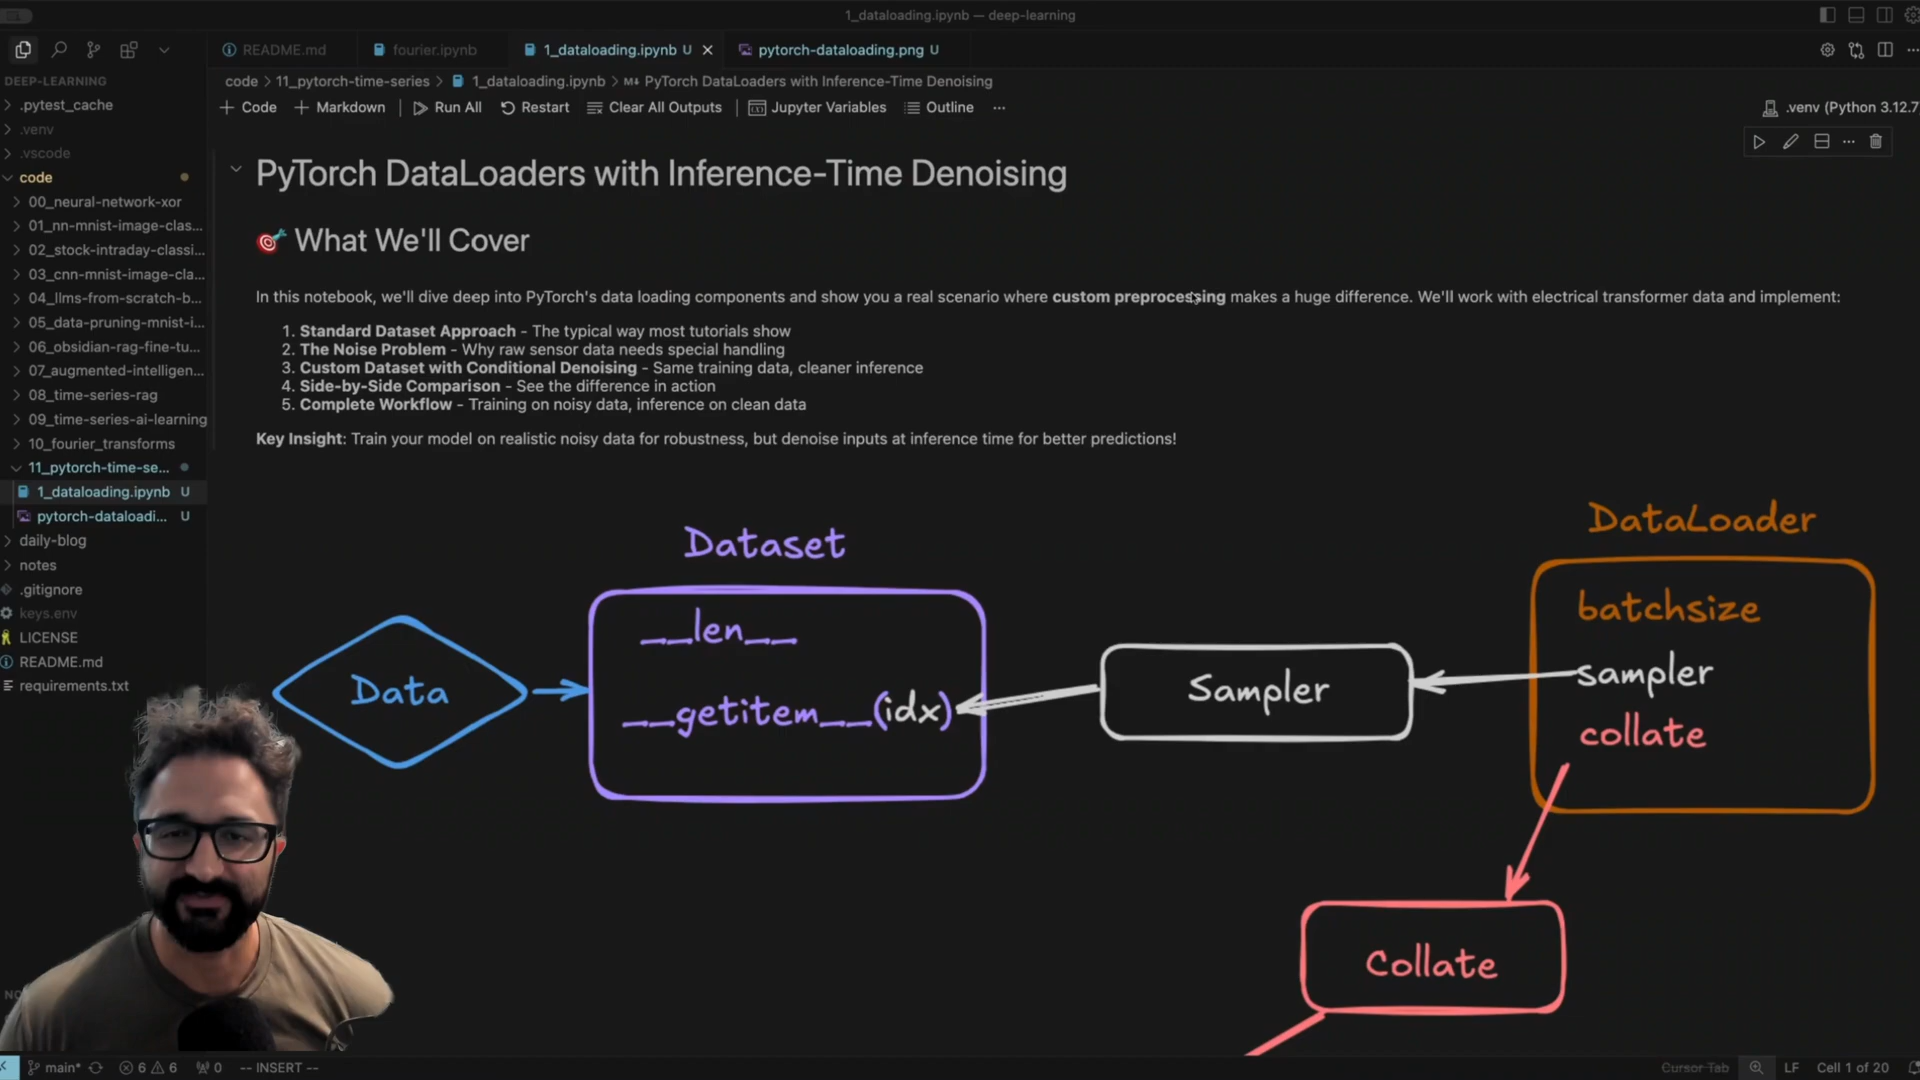 1_dataloading.ipynb — deep-learning
README.md
fourier.ipynb
1_dataloading.ipynb U
pytorch-dataloading.png U
DEEP-LEARNING
code > 11_pytorch-time-series > 1_dataloading.ipynb > M↓ PyTorch DataLoaders with Inference-Time Denoising
+ Code + Markdown Run All Restart Clear All Outputs Jupyter Variables Outline ...
.venv (Python 3.12.7
.pytest_cache
.venv
.vscode
code
00_neural-network-xor
01_nn-mnist-image-clas...
02_stock-intraday-classi...
03_cnn-mnist-image-cla...
04_llms-from-scratch-b...
05_data-pruning-mnist-i...
06_obsidian-rag-fine-tu...
07_augmented-intelligen...
08_time-series-rag
09_time-series-ai-learning
10_fourier_transforms
11_pytorch-time-se...
1_dataloading.ipynb U
pytorch-dataloadi... U
daily-blog
notes
.gitignore
keys.env
LICENSE
README.md
requirements.txt
PyTorch DataLoaders with Inference-Time Denoising
🎯 What We'll Cover
In this notebook, we'll dive deep into PyTorch's data loading components and show you a real scenario where custom preprocessing makes a huge difference. We'll work with electrical transformer data and implement:
1. Standard Dataset Approach - The typical way most tutorials show
2. The Noise Problem - Why raw sensor data needs special handling
3. Custom Dataset with Conditional Denoising - Same training data, cleaner inference
4. Side-by-Side Comparison - See the difference in action
5. Complete Workflow - Training on noisy data, inference on clean data
Key Insight: Train your model on realistic noisy data for robustness, but denoise inputs at inference time for better predictions!
Data
Dataset
__len__
__getitem__(idx)
Sampler
DataLoader
batchsize
sampler
collate
Collate
main* 6 6 0 -- INSERT --
Cursor Tab LF Cell 1 of 20